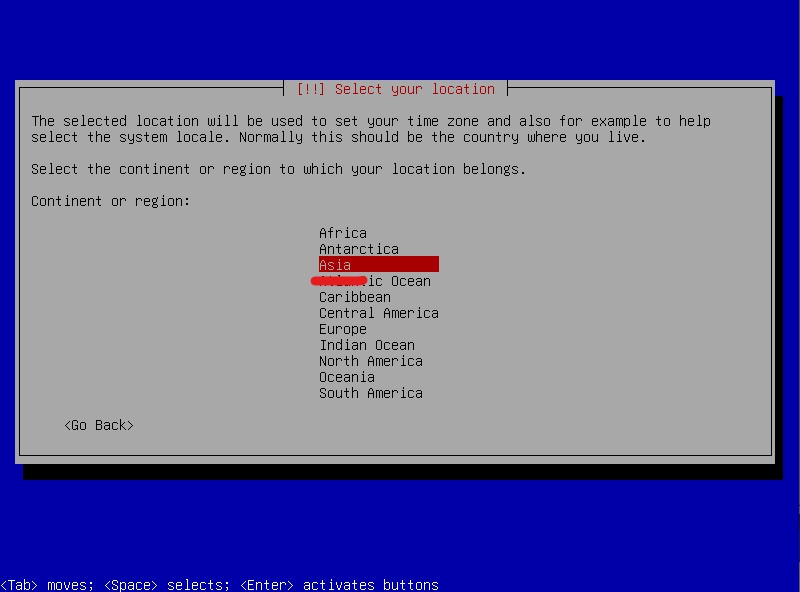 [!!] Select your location
The selected location will be used to set your time zone and also for example to help
select the system locale. Normally this should be the country where you live.
Select the continent or region to which your location belongs.
Continent or region:
Africa
Antarctica
Asia
Atlantic Ocean
Caribbean
Central America
Europe
Indian Ocean
North America
Oceania
South America
<Go Back>
<Tab> moves; <Space> selects; <Enter> activates buttons